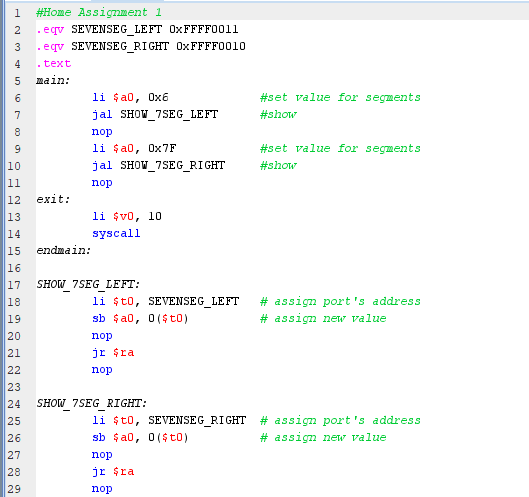 1 #Home Assignment 1
2 .eqv SEVENSEG_LEFT 0xFFFF0011
3 .eqv SEVENSEG_RIGHT 0xFFFF0010
4 .text
5 main:
6 li $a0, 0x6 #set value for segments
7 jal SHOW_7SEG_LEFT #show
8 nop
9 li $a0, 0x7F #set value for segments
10 jal SHOW_7SEG_RIGHT #show
11 nop
12 exit:
13 li $v0, 10
14 syscall
15 endmain:
16
17 SHOW_7SEG_LEFT:
18 li $t0, SEVENSEG_LEFT # assign port's address
19 sb $a0, 0($t0) # assign new value
20 nop
21 jr $ra
22 nop
23
24 SHOW_7SEG_RIGHT:
25 li $t0, SEVENSEG_RIGHT # assign port's address
26 sb $a0, 0($t0) # assign new value
27 nop
28 jr $ra
29 nop